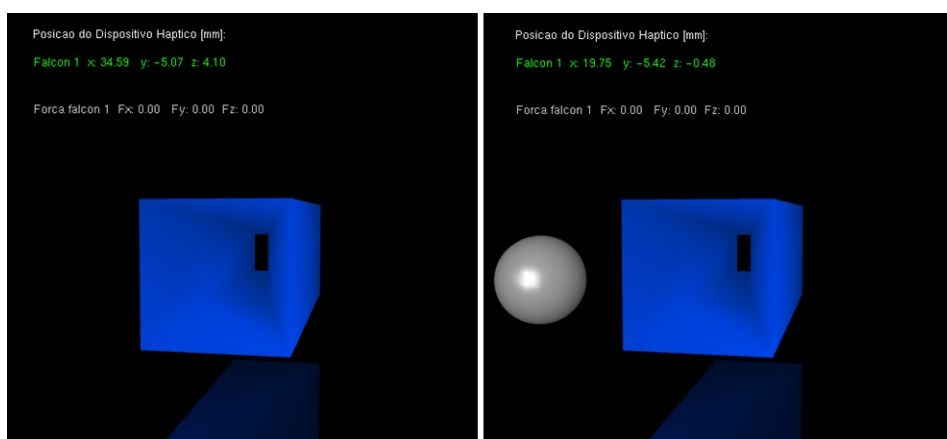 Posicao do Dispositivo Haptico [mm]:
Falcon 1 x: 34.59 y: -5.07 z: 4.10
Forca falcon 1 Fx: 0.00 Fy: 0.00 Fz: 0.00
Posicao do Dispositivo Haptico [mm]:
Falcon 1 x: 19.75 y: -5.42 z: -0.48
Forca falcon 1 Fx: 0.00 Fy: 0.00 Fz: 0.00